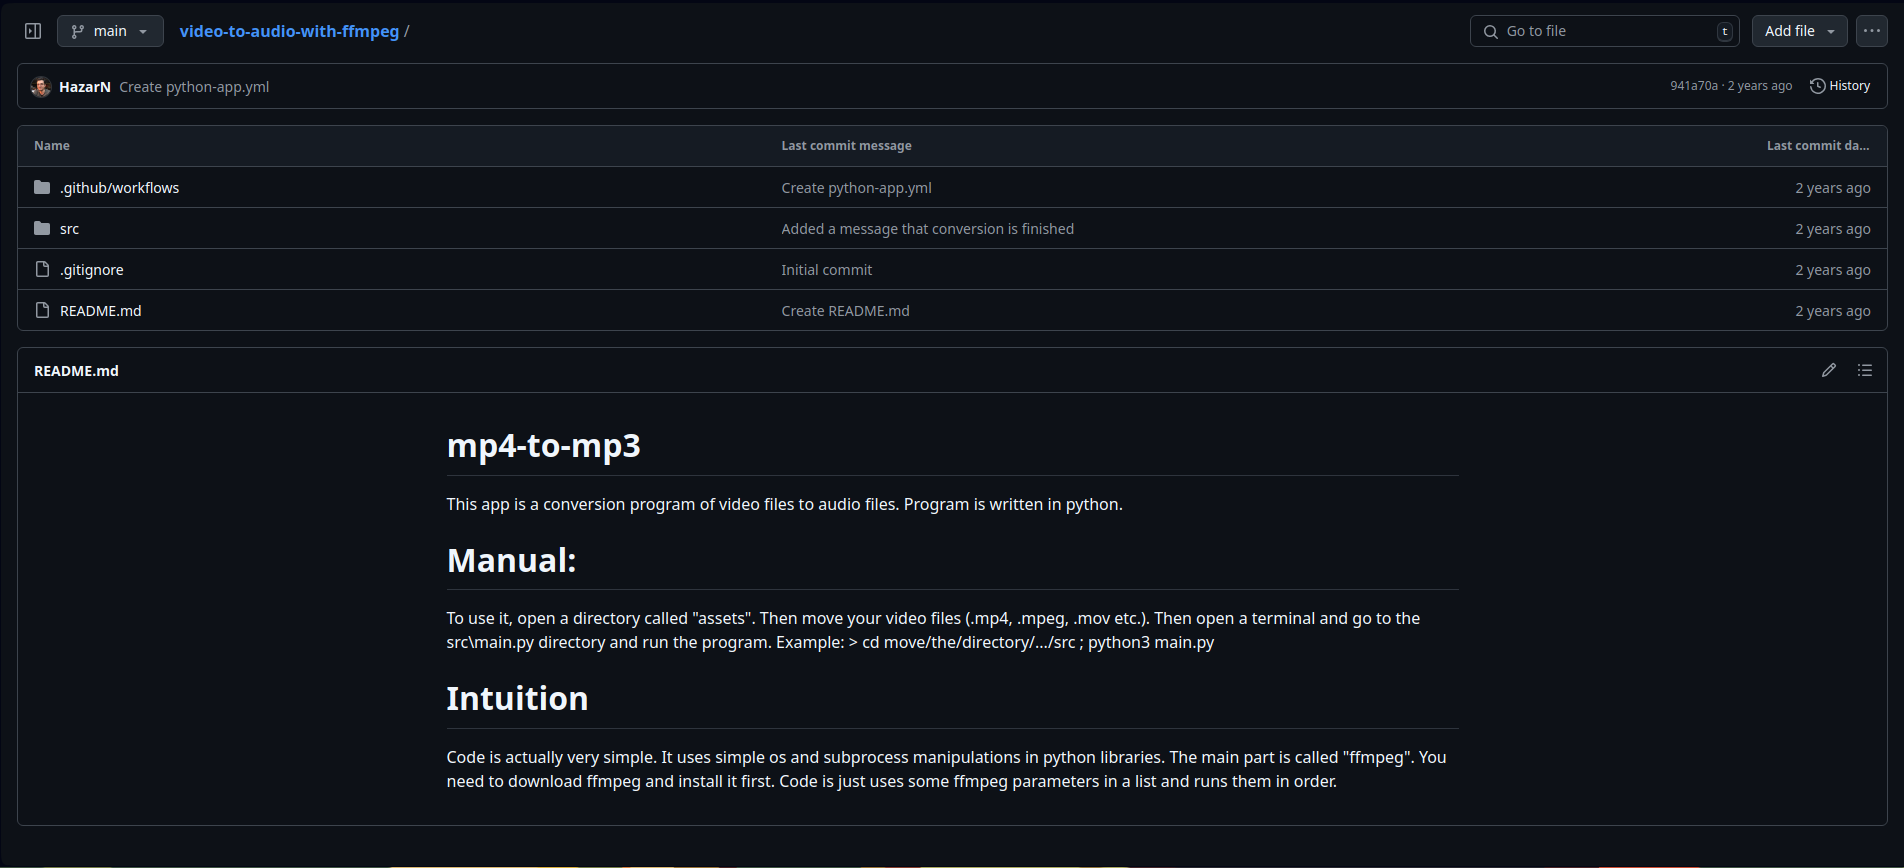 main
video-to-audio-with-ffmpeg /
Go to file
t
Add file
HazarN Create python-app.yml
941a70a · 2 years ago
History
Name
Last commit message
Last commit da...
.github/workflows
Create python-app.yml
2 years ago
src
Added a message that conversion is finished
2 years ago
.gitignore
Initial commit
2 years ago
README.md
Create README.md
2 years ago
README.md
mp4-to-mp3
This app is a conversion program of video files to audio files. Program is written in python.
Manual:
To use it, open a directory called "assets". Then move your video files (.mp4, .mpeg, .mov etc.). Then open a terminal and go to the
src\main.py directory and run the program. Example: > cd move/the/directory/.../src ; python3 main.py
Intuition
Code is actually very simple. It uses simple os and subprocess manipulations in python libraries. The main part is called "ffmpeg". You
need to download ffmpeg and install it first. Code is just uses some ffmpeg parameters in a list and runs them in order.